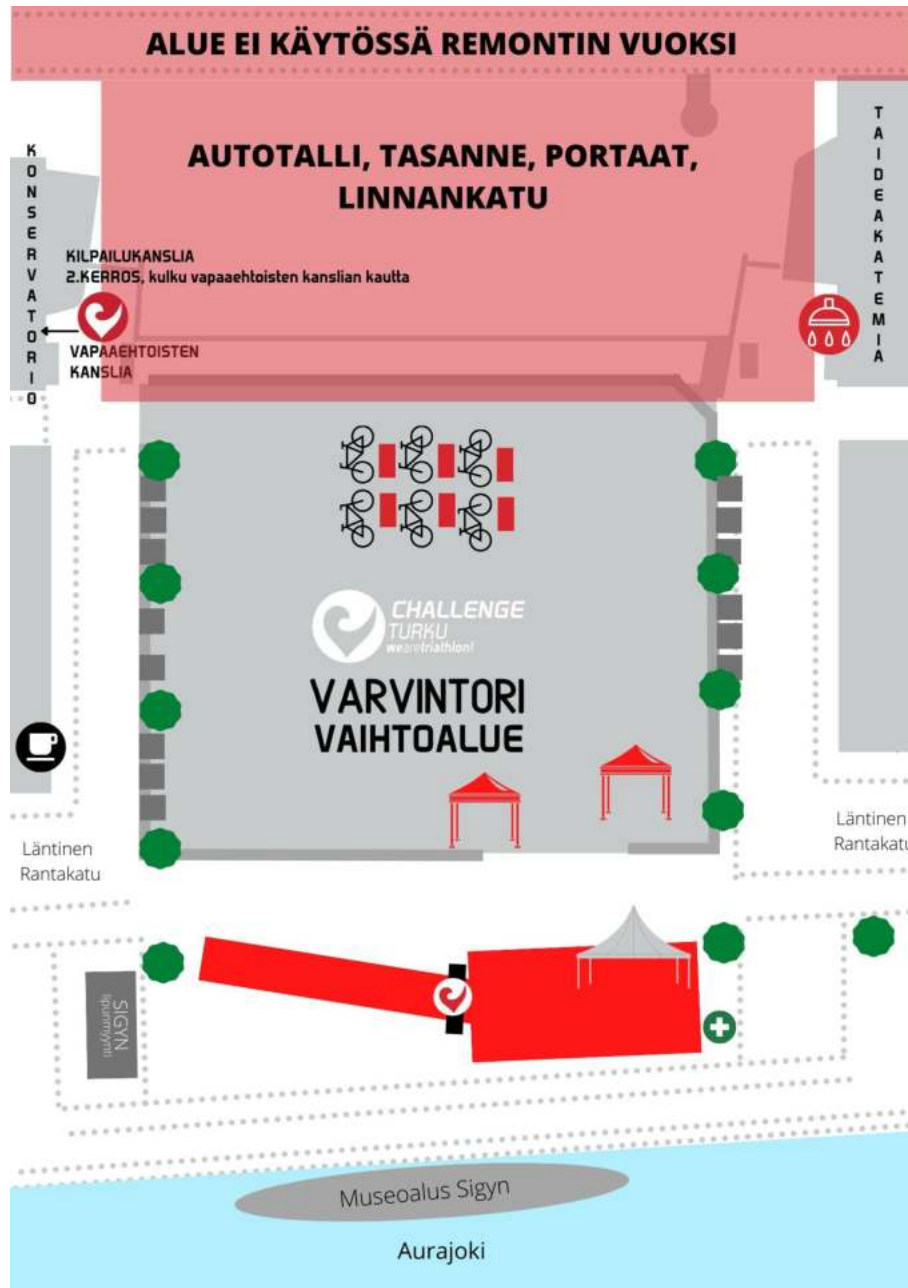 ALUE EI KÄYTÖSSÄ REMONTIN VUOKSI
AUTOTALLI, TASANNE, PORTAAT,
LINNANKATU
KONSERVATORIO
TAIDEAKATEMIA
KILPAILUKANSLIA
2.KERROS, kulku vapaaehtoisten kanslian kautta
VAPAAEHTOISTEN
KANSLIA
CHALLENGE
TURKU
wearetriathlon!
VARVINTORI
VAIHTOALUE
Läntinen
Rantakatu
Läntinen
Rantakatu
SIGYN
lipunmyynti
Museoalus Sigyn
Aurajoki